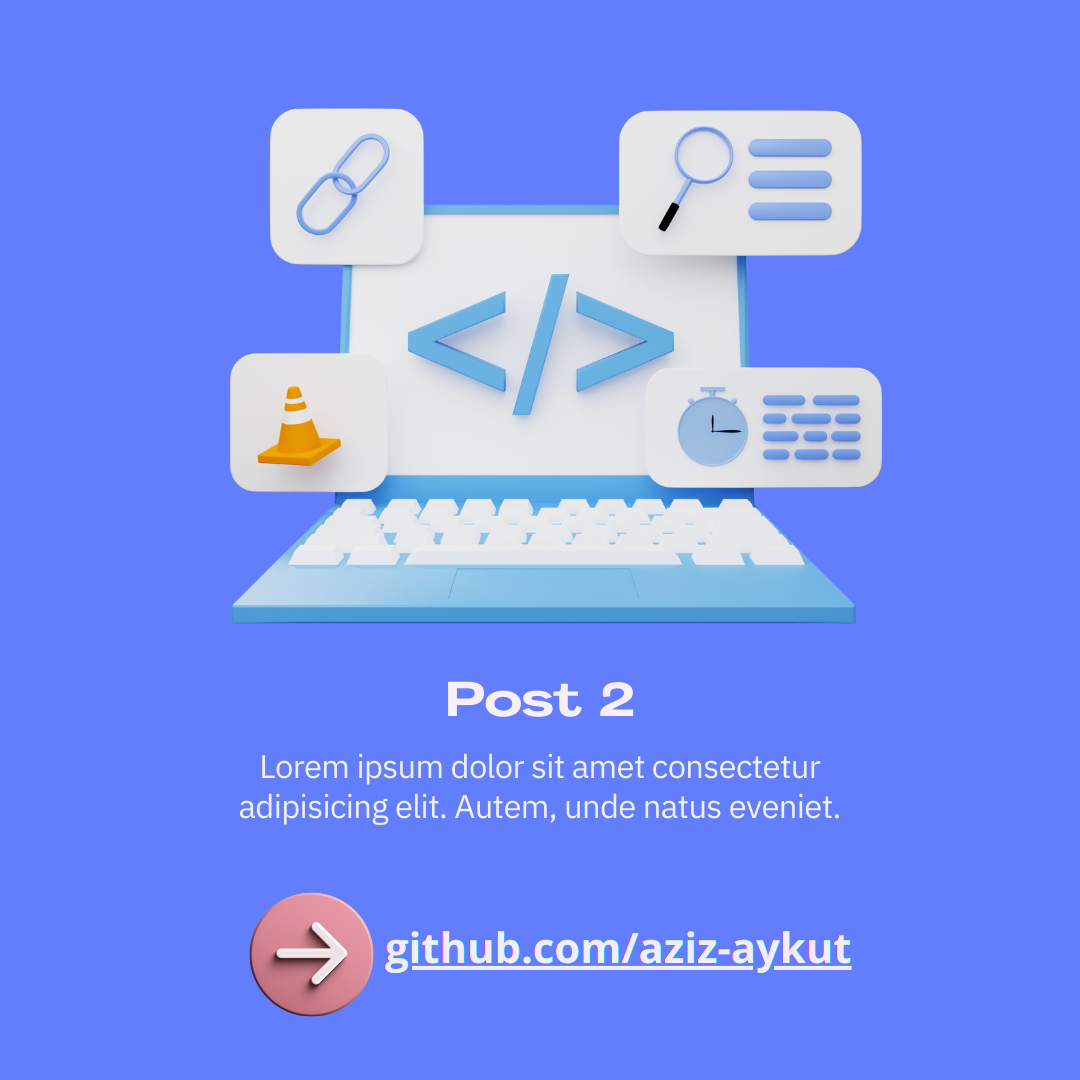 </>
Post 2
Lorem ipsum dolor sit amet consectetur
adipisicing elit. Autem, unde natus eveniet.
github.com/aziz-aykut